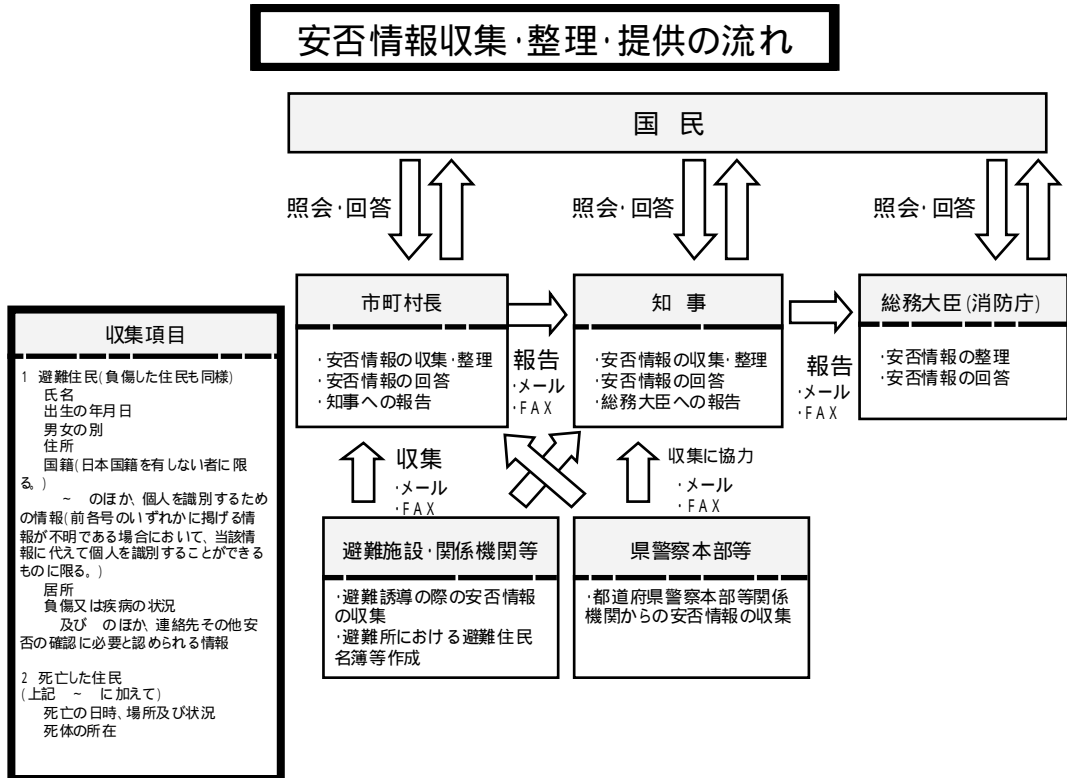 安否情報収集・整理・提供の流れ
国 民
照会・回答
照会・回答
照会・回答
市町村長
・安否情報の収集・整理
・安否情報の回答
・知事への報告
報告
・メール
・FAX
知 事
・安否情報の収集・整理
・安否情報の回答
・総務大臣への報告
報告
・メール
・FAX
総務大臣(消防庁)
・安否情報の整理
・安否情報の回答
収集
・メール
・FAX
収集に協力
・メール
・FAX
避難施設・関係機関等
・避難誘導の際の安否情報
の収集
・避難所における避難住民
名簿等作成
県警察本部等
・都道府県警察本部等関係
機関からの安否情報の収集
収集項目
1 避難住民(負傷した住民も同様)
氏名
出生の年月日
男女の別
住所
国籍(日本国籍を有しない者に限
る。)
～ のほか、個人を識別するため
の情報(前各号のいずれかに掲げる情
報が不明である場合において、当該情
報に代えて個人を識別することができる
ものに限る。)
居所
負傷又は疾病の状況
及び のほか、連絡先その他安
否の確認に必要と認められる情報
2 死亡した住民
(上記 ～ に加えて)
死亡の日時、場所及び状況
死体の所在